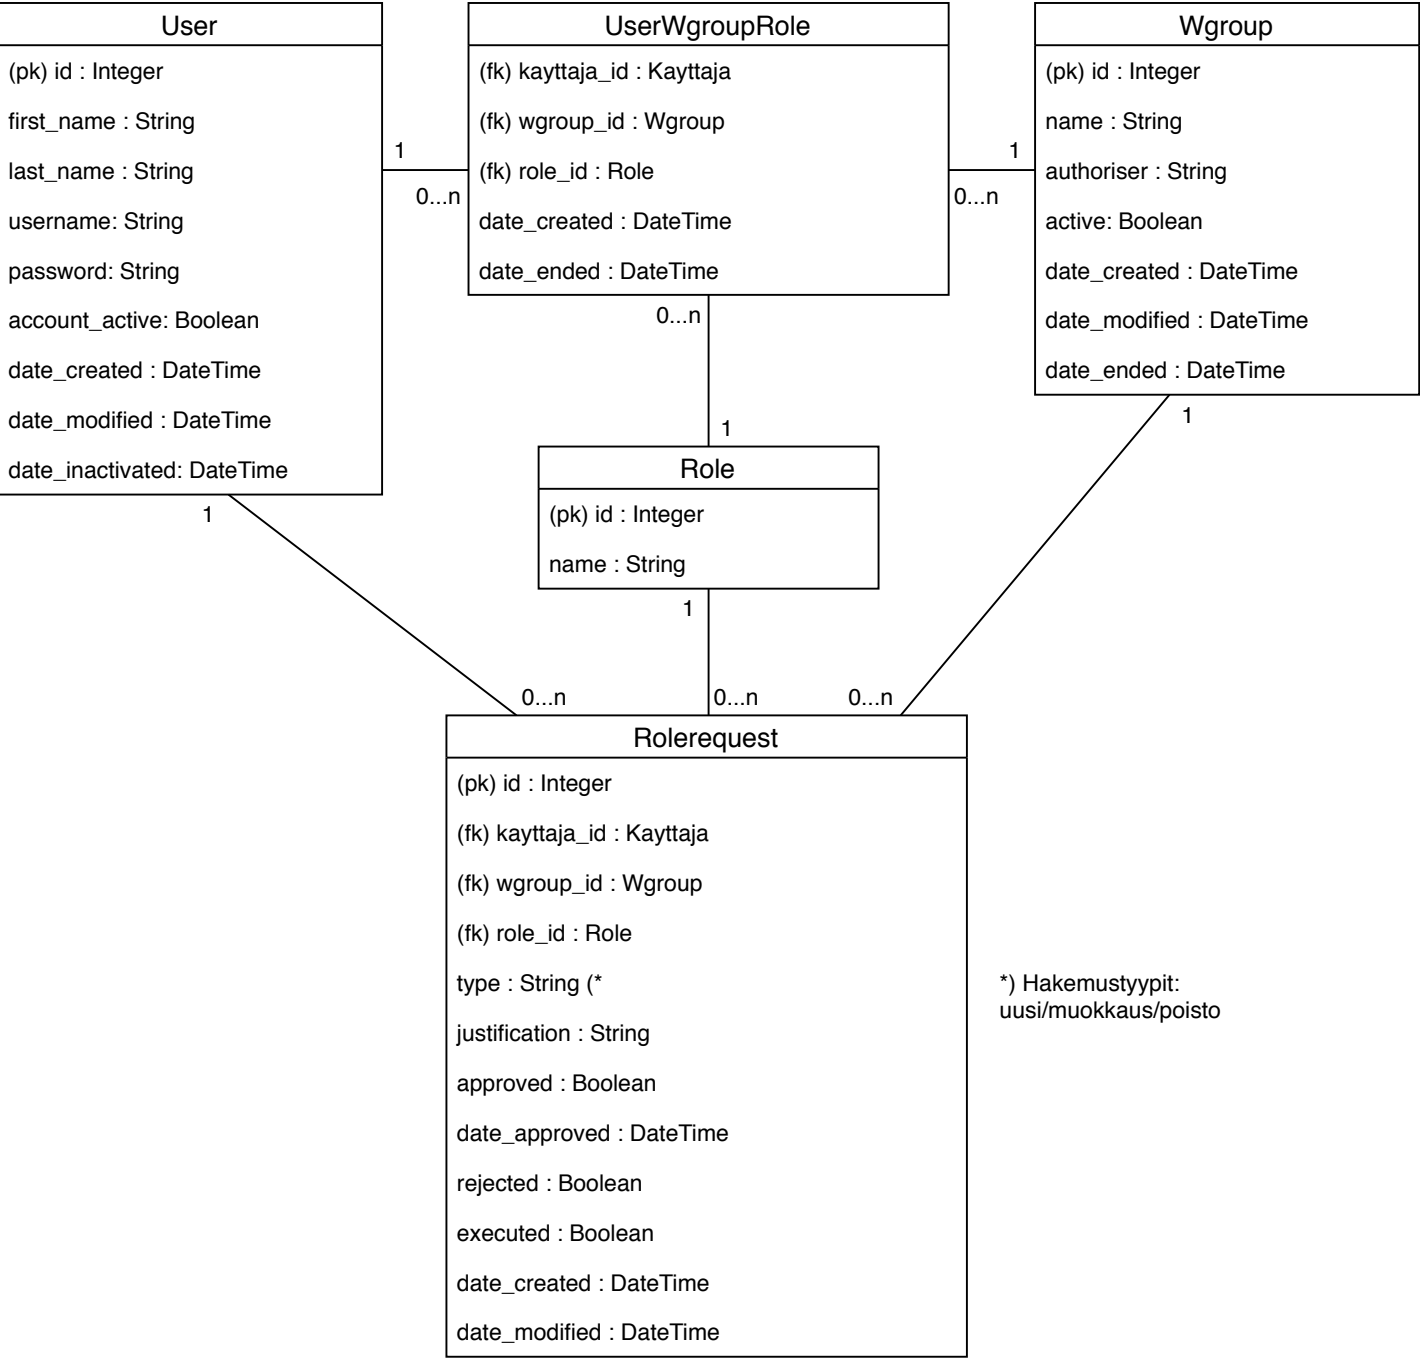 User
(pk) id : Integer
first_name : String
last_name : String
username: String
password: String
account_active: Boolean
date_created : DateTime
date_modified : DateTime
date_inactivated: DateTime
1
0...n
UserWgroupRole
(fk) kayttaja_id : Kayttaja
(fk) wgroup_id : Wgroup
(fk) role_id : Role
date_created : DateTime
date_ended : DateTime
1
0...n
Wgroup
(pk) id : Integer
name : String
authoriser : String
active: Boolean
date_created : DateTime
date_modified : DateTime
date_ended : DateTime
0...n
1
Role
(pk) id : Integer
name : String
1
1
1
0...n
0...n
0...n
Rolerequest
(pk) id : Integer
(fk) kayttaja_id : Kayttaja
(fk) wgroup_id : Wgroup
(fk) role_id : Role
type : String (*
justification : String
approved : Boolean
date_approved : DateTime
rejected : Boolean
executed : Boolean
date_created : DateTime
date_modified : DateTime
*) Hakemustyypit:
uusi/muokkaus/poisto